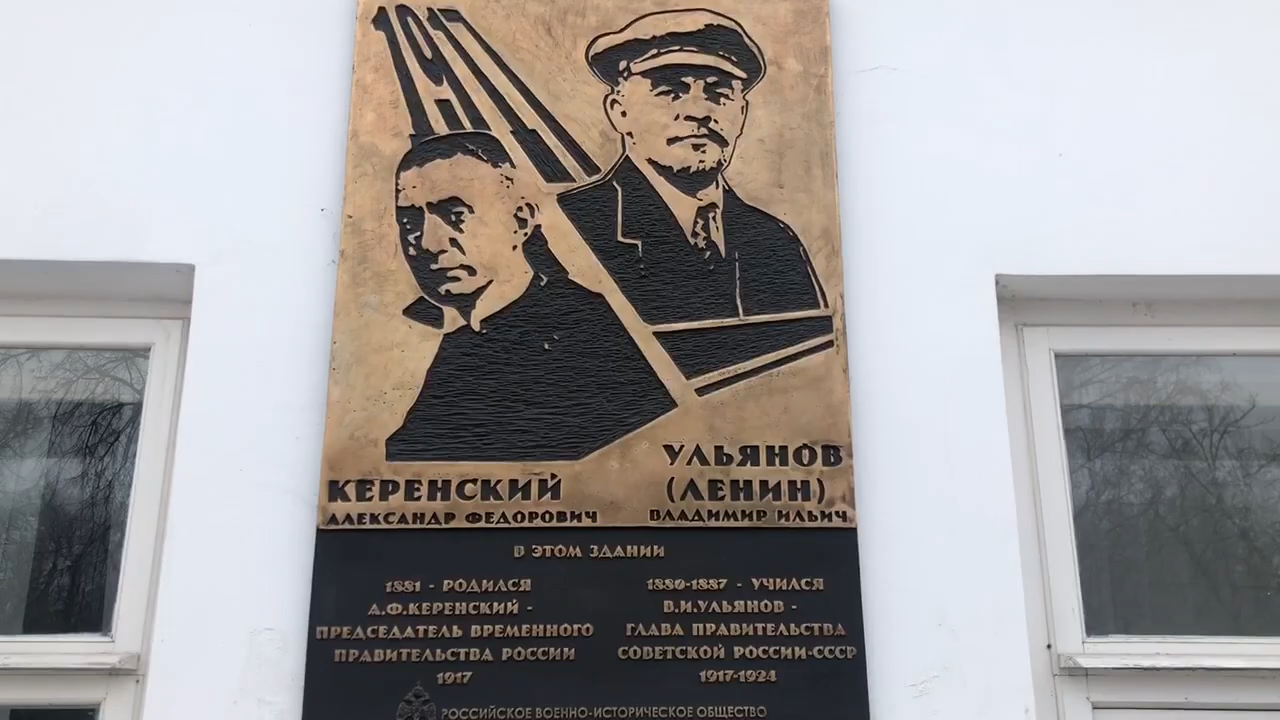 1917
КЕРЕНСКИЙ
АЛЕКСАНДР ФЕДОРОВИЧ
УЛЬЯНОВ
(ЛЕНИН)
ВЛАДИМИР ИЛЬИЧ
В ЭТОМ ЗДАНИИ
1881 - РОДИЛСЯ
А.Ф.КЕРЕНСКИЙ -
ПРЕДСЕДАТЕЛЬ ВРЕМЕННОГО
ПРАВИТЕЛЬСТВА РОССИИ
1917
1880-1887 - УЧИЛСЯ
В.И.УЛЬЯНОВ -
ГЛАВА ПРАВИТЕЛЬСТВА
СОВЕТСКОЙ РОССИИ-СССР
1917-1924
РОССИЙСКОЕ ВОЕННО-ИСТОРИЧЕСКОЕ ОБЩЕСТВО